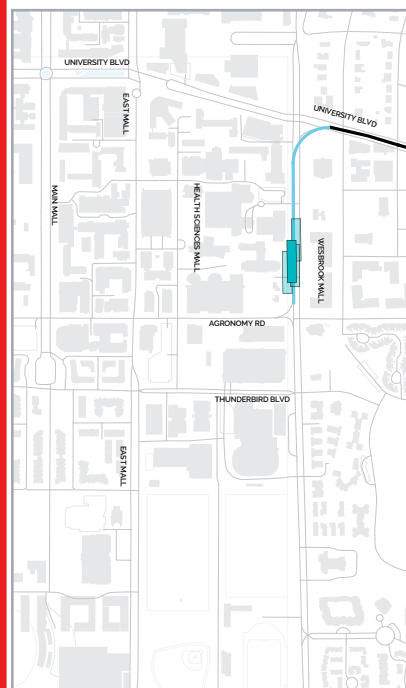 UNIVERSITY BLVD
EAST MALL
UNIVERSITY BLVD
MAIN MALL
HEALTH SCIENCES MALL
WESBROOK MALL
AGRONOMY RD
THUNDERBIRD BLVD
EAST MALL